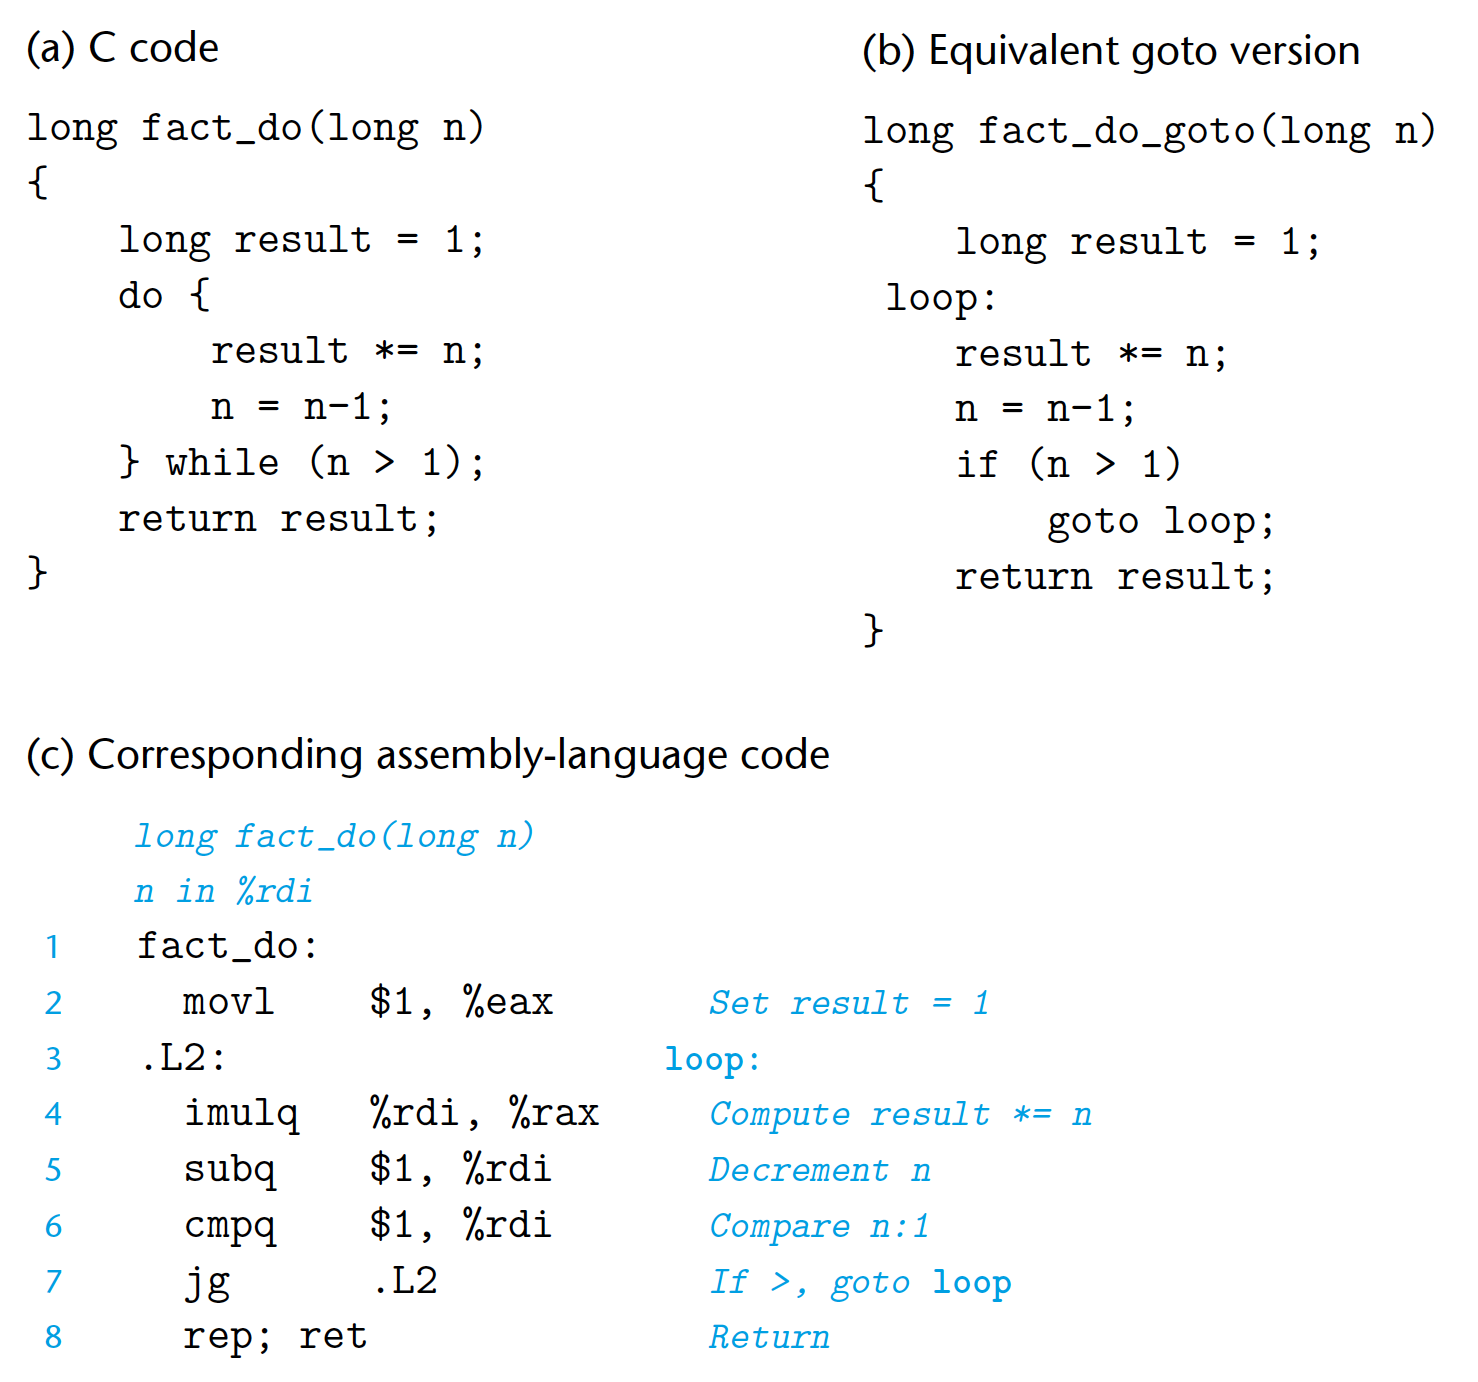 (a) C code
long fact_do(long n)
{
    long result = 1;
    do {
        result *= n;
        n = n-1;
    } while (n > 1);
    return result;
}
(b) Equivalent goto version
long fact_do_goto(long n)
{
    long result = 1;
 loop:
    result *= n;
    n = n-1;
    if (n > 1)
        goto loop;
    return result;
}
(c) Corresponding assembly-language code
long fact_do(long n)
n in %rdi
1 fact_do:
2 movl $1, %eax Set result = 1
3 .L2: loop:
4 imulq %rdi, %rax Compute result *= n
5 subq $1, %rdi Decrement n
6 cmpq $1, %rdi Compare n:1
7 jg .L2 If >, goto loop
8 rep; ret Return